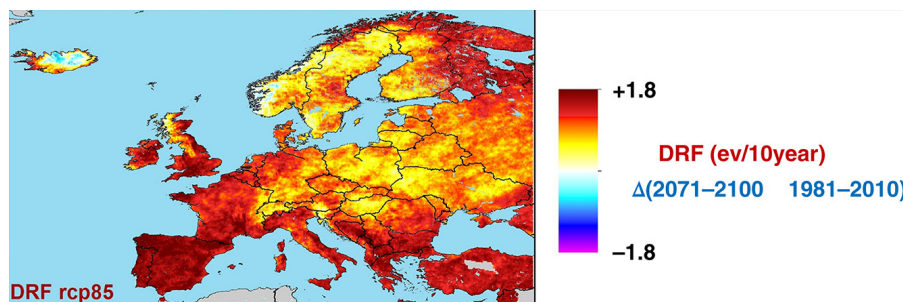 +1.8
DRF (ev/10year)
Δ(2071–2100 1981–2010)
–1.8
DRF rcp85